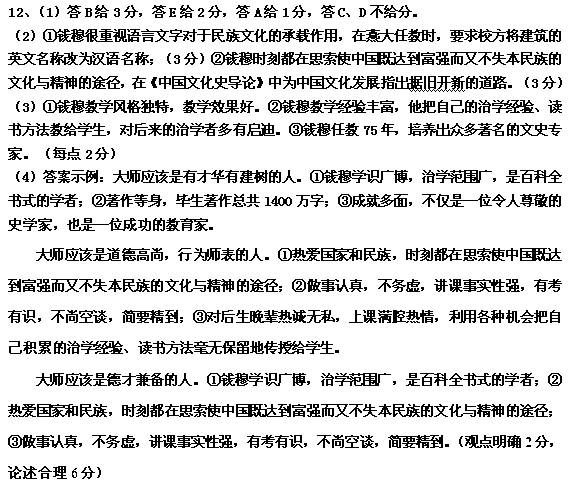 12、（1）答B给3分，答E给2分，答A给1分，答C、D不给分。
（2）①钱穆很重视语言文字对于民族文化的承载作用，在燕大任教时，要求校方将建筑的
英文名称改为汉语名称；（3分）②钱穆时刻都在思索使中国既达到富强而又不失本民族的
文化与精神的途径，在《中国文化史导论》中为中国文化发展指出据旧开新的道路。（3分）
（3）①钱穆教学风格独特，教学效果好。②钱穆教学经验丰富，他把自己的治学经验、读
书方法教给学生，对后来的治学者多有启迪。③钱穆任教75年，培养出众多著名的文史专
家。（每点2分）
（4）答案示例：大师应该是有才华有建树的人。①钱穆学识广博，治学范围广，是百科全
书式的学者；②著作等身，毕生著作总共1400万字；③成就多面，不仅是一位令人尊敬的
史学家，也是一位成功的教育家。
大师应该是道德高尚，行为师表的人。①热爱国家和民族，时刻都在思索使中国既达
到富强而又不失本民族的文化与精神的途径；②做事认真，不务虚，讲课事实性强，有考
有识，不尚空谈，简要精到；③对后生晚辈热诚无私，上课满腔热情，利用各种机会把自
己积累的治学经验、读书方法毫无保留地传授给学生。
大师应该是德才兼备的人。①钱穆学识广博，治学范围广，是百科全书式的学者；②
热爱国家和民族，时刻都在思索使中国既达到富强而又不失本民族的文化与精神的途径；
③做事认真，不务虚，讲课事实性强，有考有识，不尚空谈，简要精到。（观点明确2分，
论述合理6分）